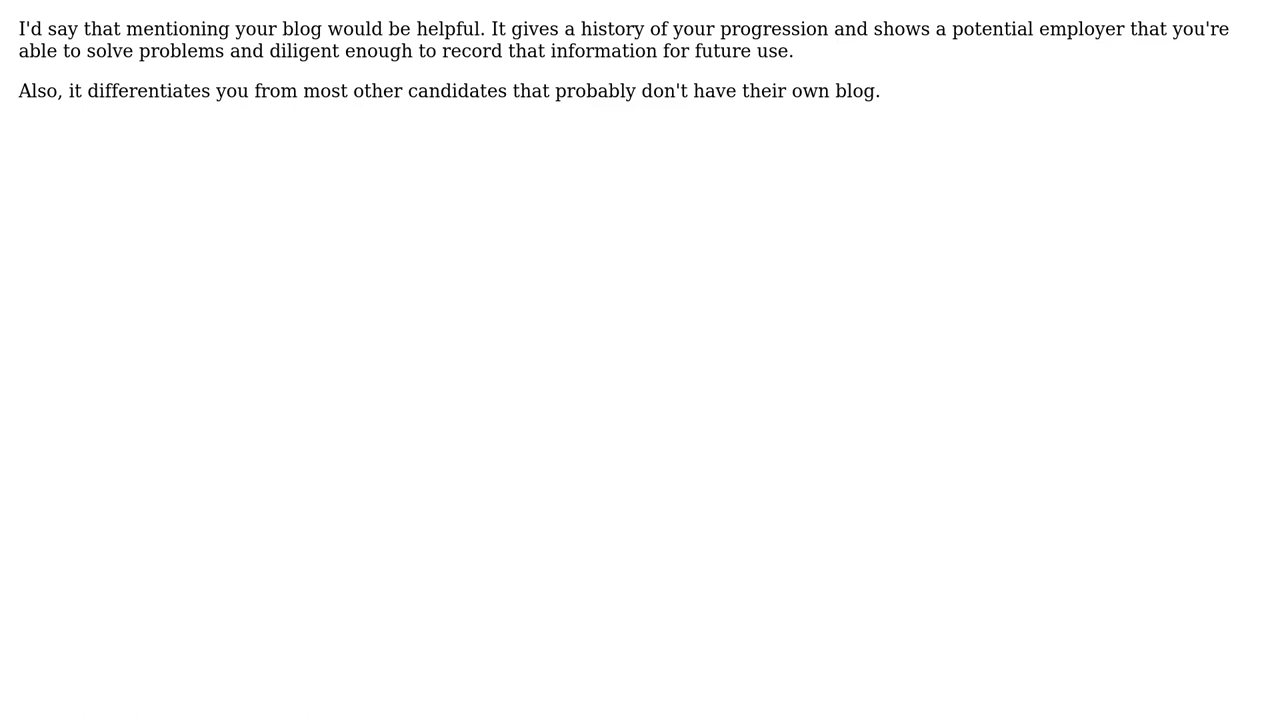 I'd say that mentioning your blog would be helpful. It gives a history of your progression and shows a potential employer that you're
able to solve problems and diligent enough to record that information for future use.
Also, it differentiates you from most other candidates that probably don't have their own blog.